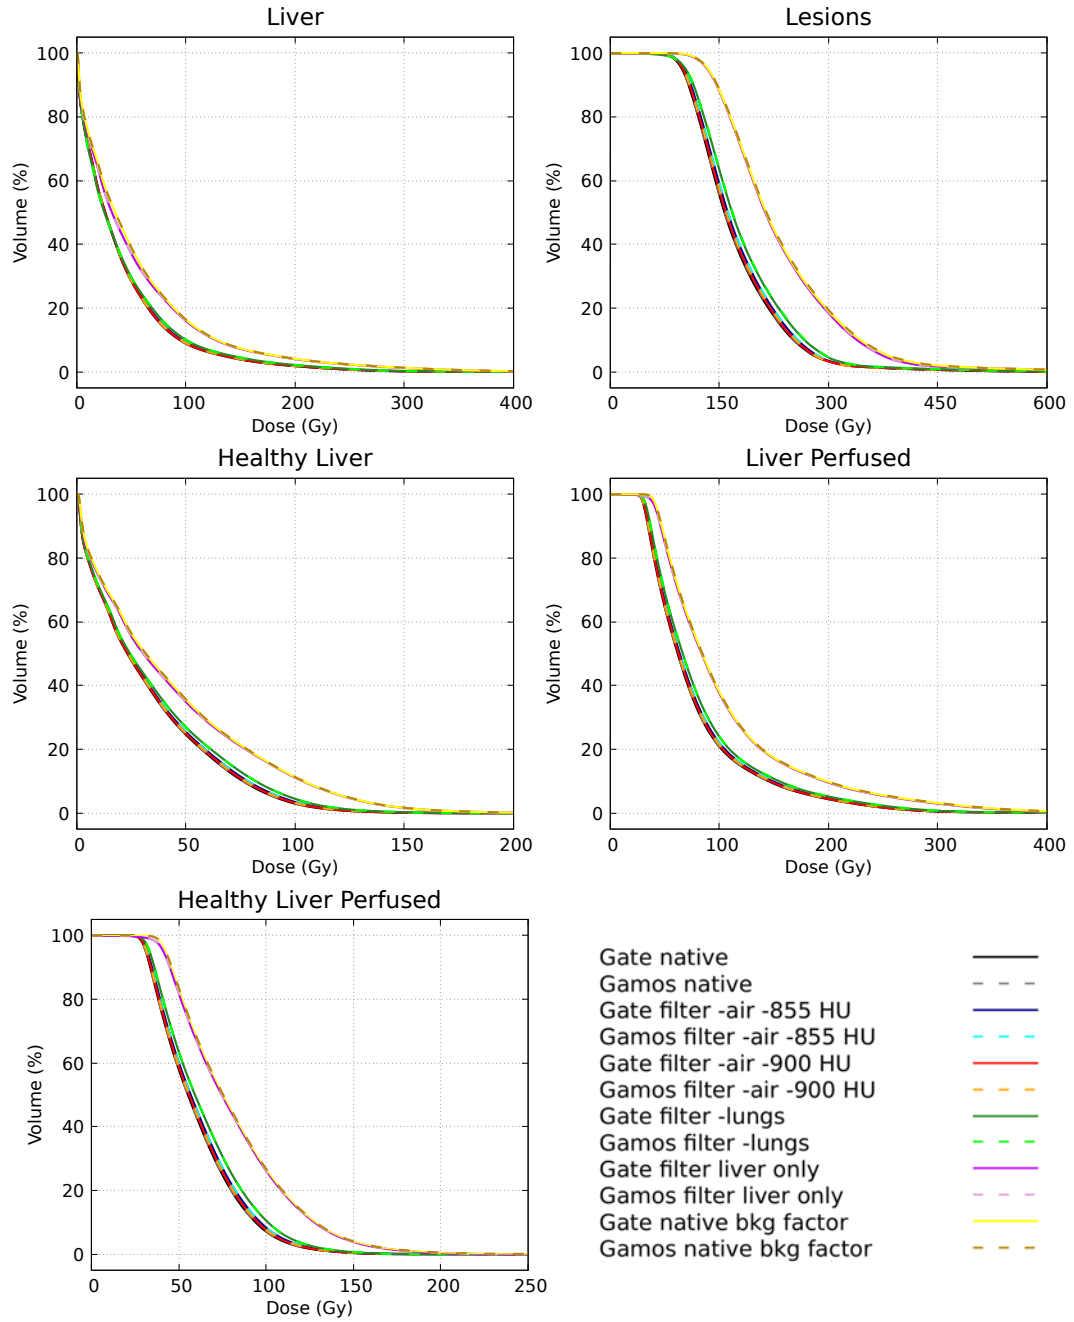 Liver
Volume (%)
100
80
60
40
20
0
0 100 200 300 400
Dose (Gy)
Lesions
Volume (%)
100
80
60
40
20
0
0 150 300 450 600
Dose (Gy)
Healthy Liver
Volume (%)
100
80
60
40
20
0
0 50 100 150 200
Dose (Gy)
Liver Perfused
Volume (%)
100
80
60
40
20
0
0 100 200 300 400
Dose (Gy)
Healthy Liver Perfused
Volume (%)
100
80
60
40
20
0
0 50 100 150 200 250
Dose (Gy)
Gate native
Gamos native
Gate filter -air -855 HU
Gamos filter -air -855 HU
Gate filter -air -900 HU
Gamos filter -air -900 HU
Gate filter -lungs
Gamos filter -lungs
Gate filter liver only
Gamos filter liver only
Gate native bkg factor
Gamos native bkg factor